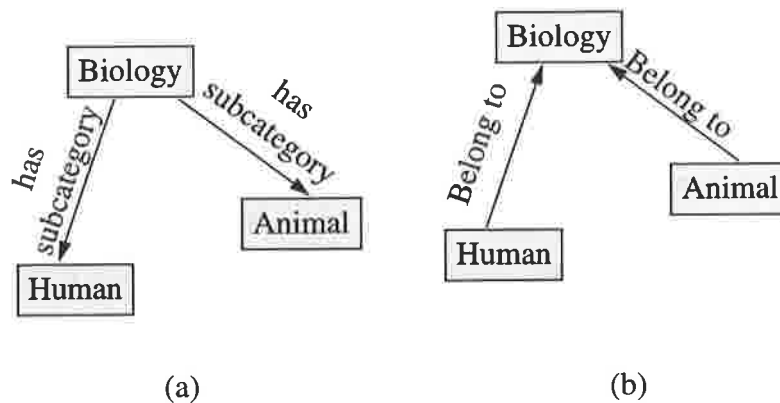 Biology
has
subcategory
has
subcategory
Animal
Human
(a)
Biology
Belong to
Belong to
Animal
Human
(b)